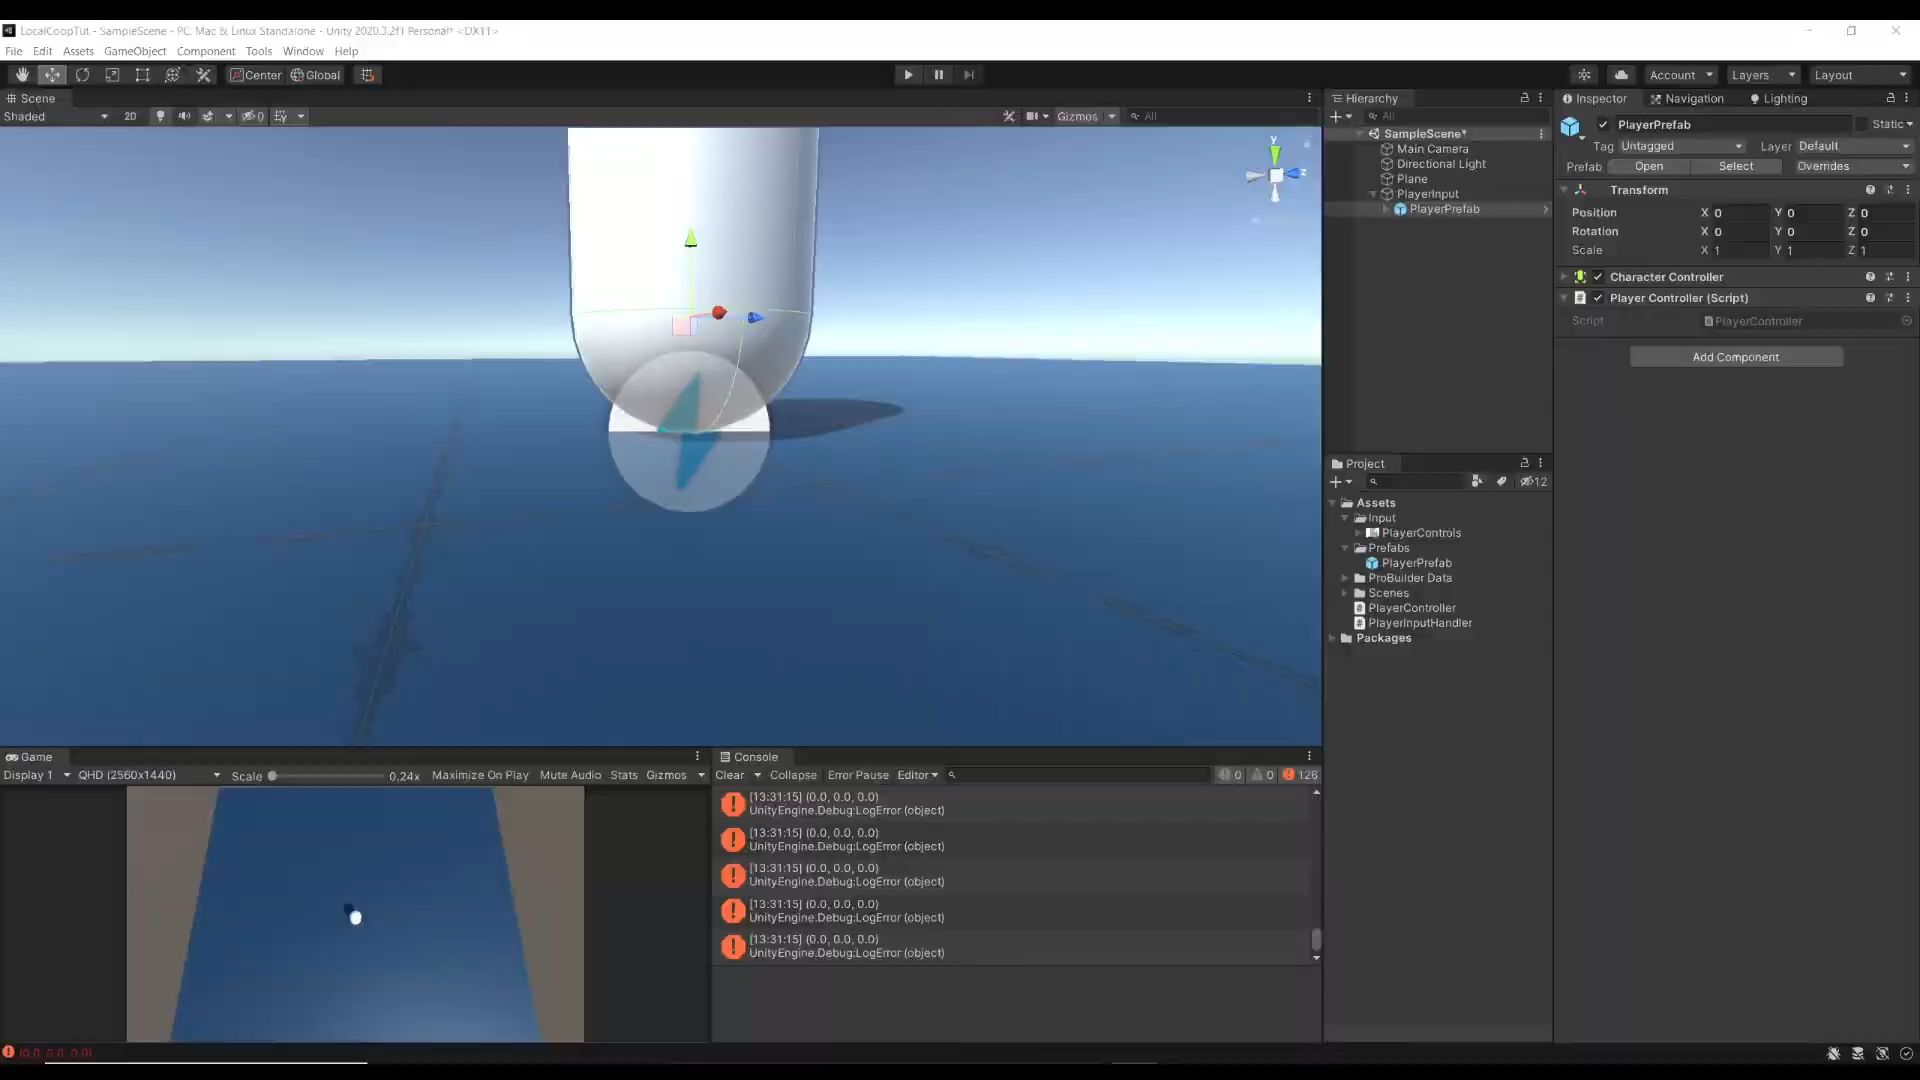 LocalCoopTut - SampleScene - PC, Mac & Linux Standalone - Unity 2020.3.2f1 Personal* <DX11>
File Edit Assets GameObject Component Tools Window Help
Center Global Account Layers Layout
Scene
Shaded 2D 0 Gizmos All
y
z
Hierarchy
All
SampleScene*
Main Camera
Directional Light
Plane
PlayerInput
PlayerPrefab
Inspector Navigation Lighting
PlayerPrefab Static
Tag Untagged Layer Default
Prefab Open Select Overrides
Transform
Position X 0 Y 0 Z 0
Rotation X 0 Y 0 Z 0
Scale X 1 Y 1 Z 1
Character Controller
Player Controller (Script)
Script PlayerController
Add Component
Project
12
Assets
Input
PlayerControls
Prefabs
PlayerPrefab
ProBuilder Data
Scenes
PlayerController
PlayerInputHandler
Packages
Game
Display 1 QHD (2560x1440) Scale 0.24x Maximize On Play Mute Audio Stats Gizmos
Console
Clear Collapse Error Pause Editor 0 0 126
[13:31:15] (0.0, 0.0, 0.0)
UnityEngine.Debug:LogError (object)
[13:31:15] (0.0, 0.0, 0.0)
UnityEngine.Debug:LogError (object)
[13:31:15] (0.0, 0.0, 0.0)
UnityEngine.Debug:LogError (object)
[13:31:15] (0.0, 0.0, 0.0)
UnityEngine.Debug:LogError (object)
[13:31:15] (0.0, 0.0, 0.0)
UnityEngine.Debug:LogError (object)
(0.0, 0.0, 0.0)